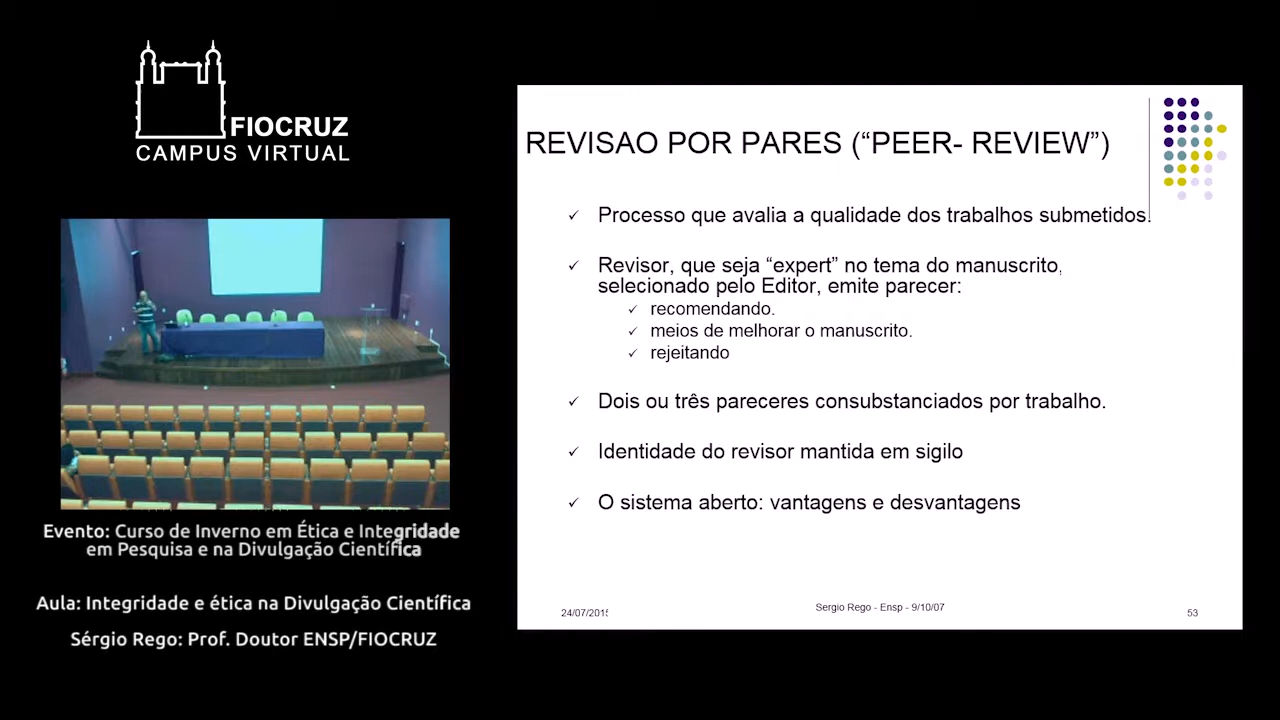 FIOCRUZ
CAMPUS VIRTUAL
Evento: Curso de Inverno em Ética e Integridade
em Pesquisa e na Divulgação Científica
Aula: Integridade e ética na Divulgação Científica
Sérgio Rego: Prof. Doutor ENSP/FIOCRUZ
REVISAO POR PARES (“PEER- REVIEW”)
✓ Processo que avalia a qualidade dos trabalhos submetidos.
✓ Revisor, que seja “expert” no tema do manuscrito,
selecionado pelo Editor, emite parecer:
✓ recomendando.
✓ meios de melhorar o manuscrito.
✓ rejeitando
✓ Dois ou três pareceres consubstanciados por trabalho.
✓ Identidade do revisor mantida em sigilo
✓ O sistema aberto: vantagens e desvantagens
24/07/2015
Sergio Rego - Ensp - 9/10/07
53